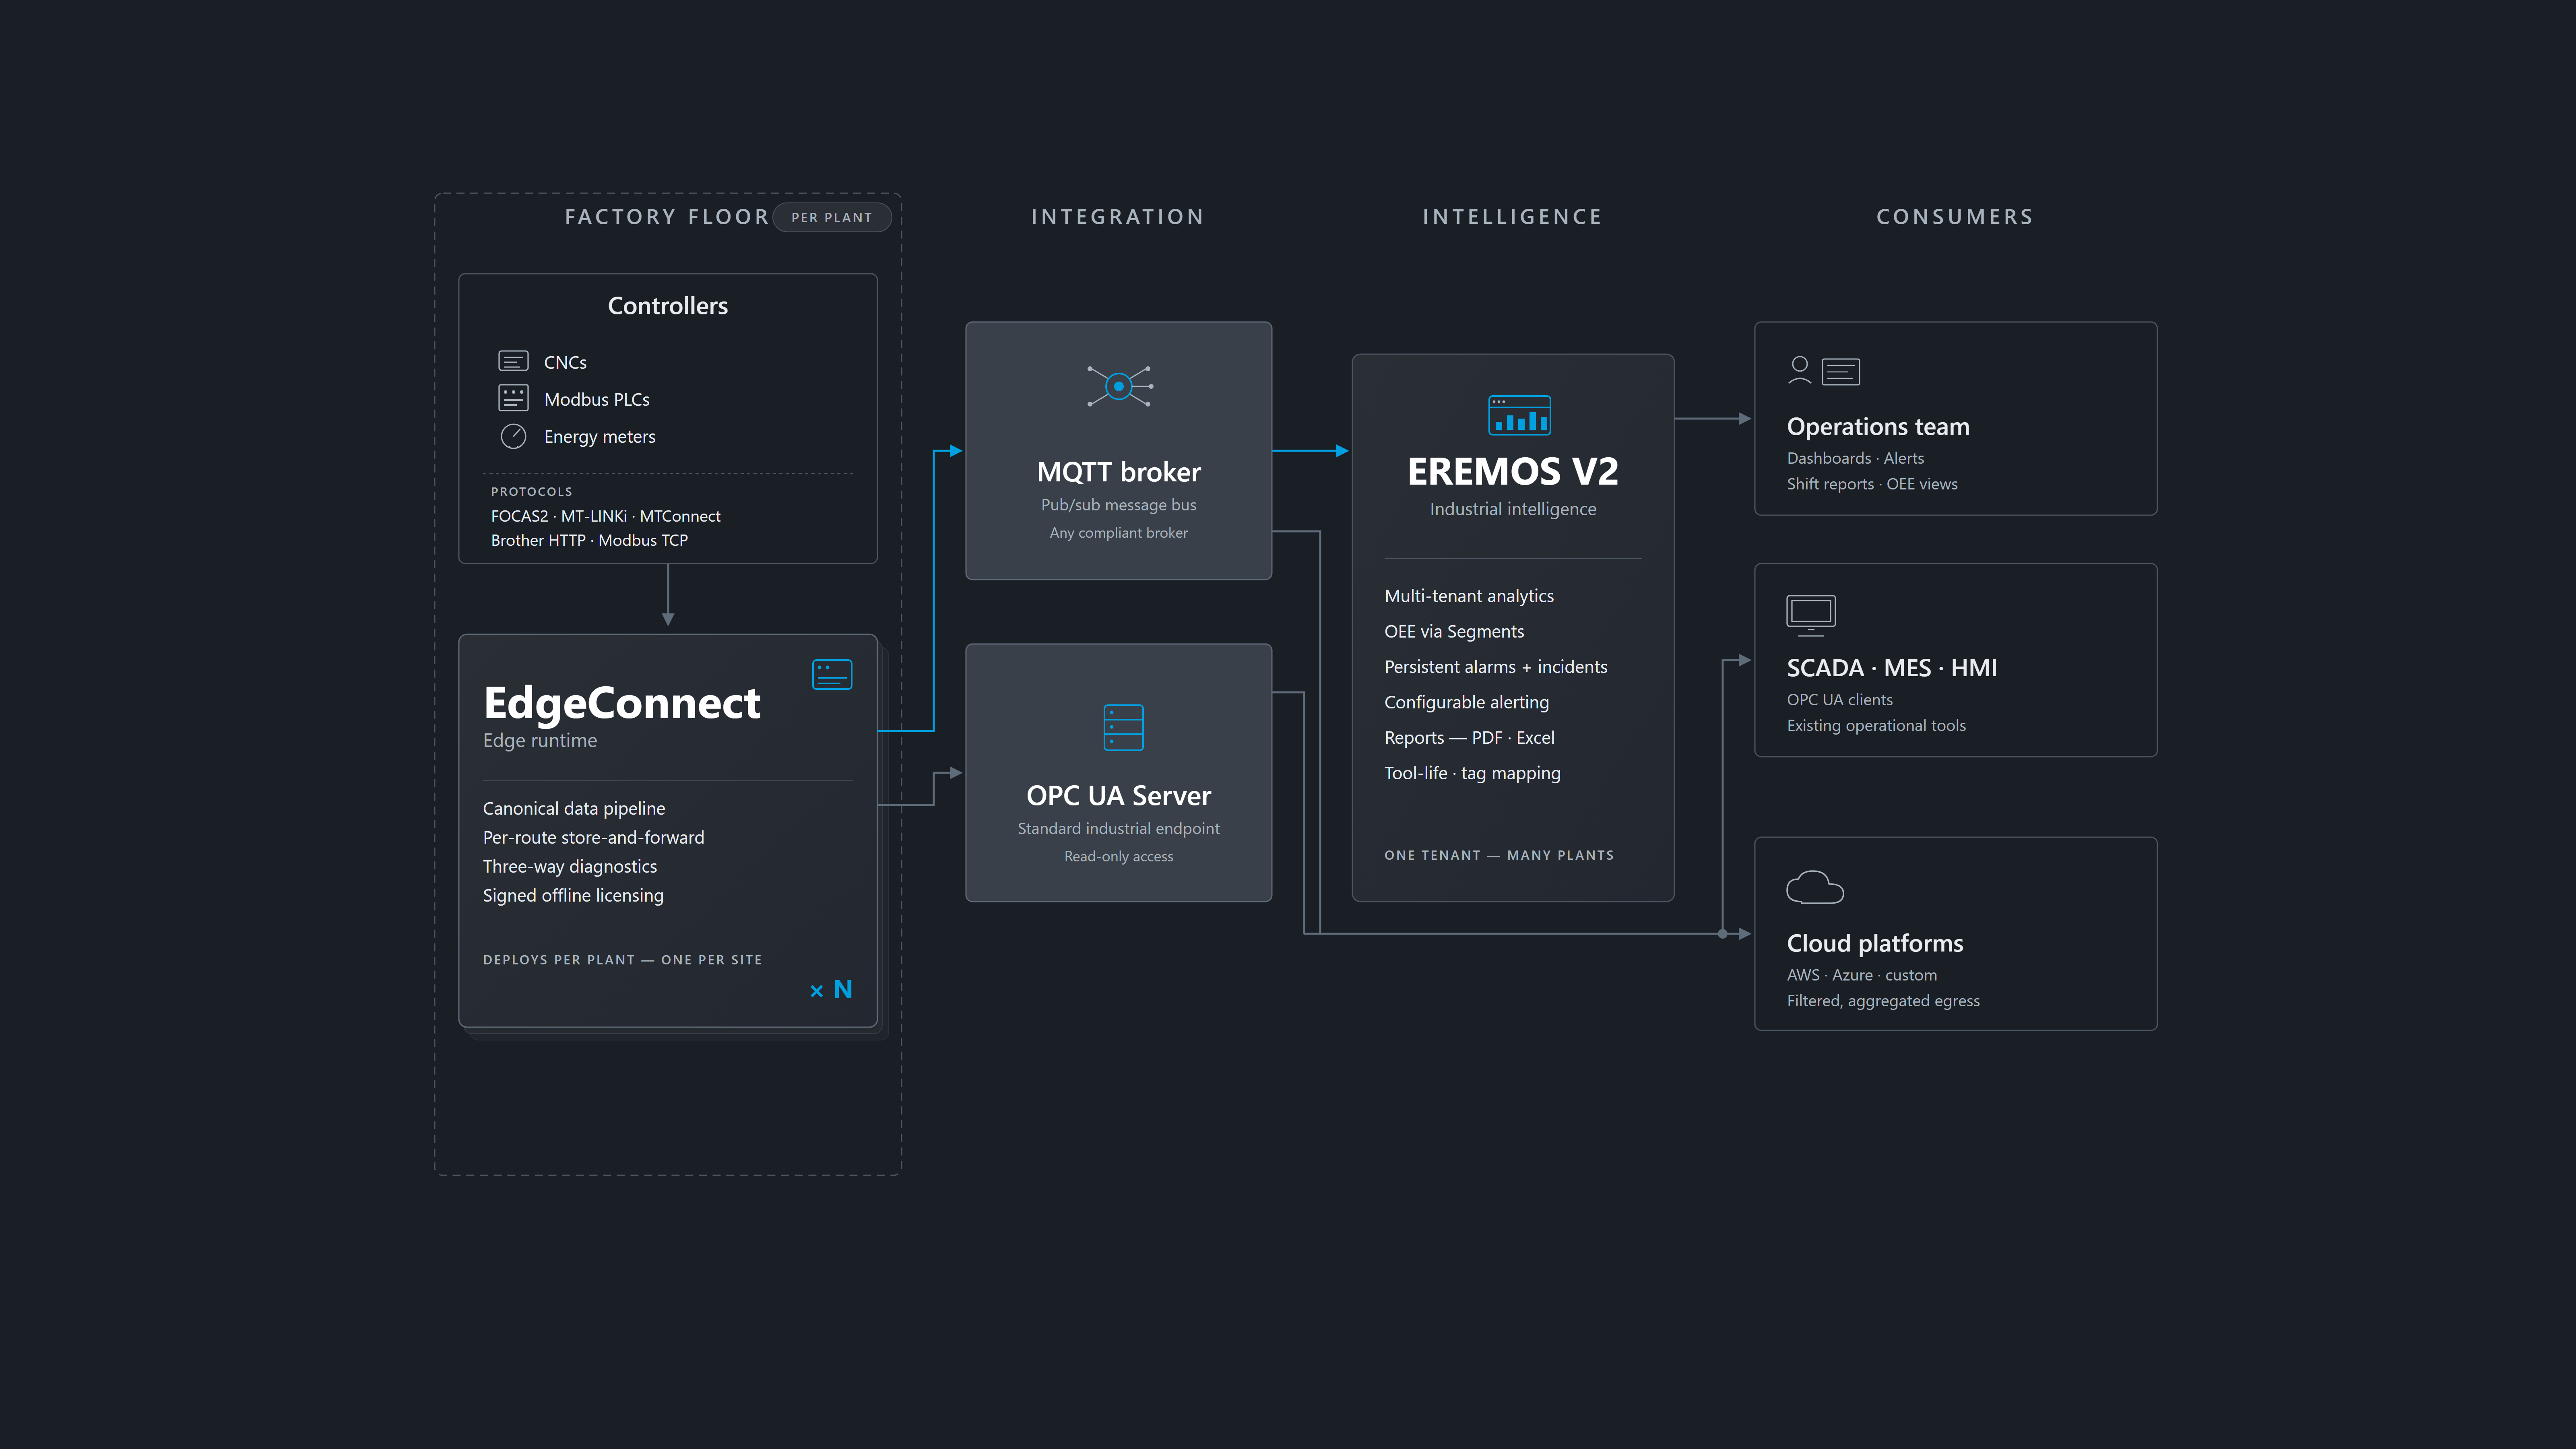 FACTORY FLOOR
PER PLANT
INTEGRATION
INTELLIGENCE
CONSUMERS
Controllers
CNCs
Modbus PLCs
Energy meters
PROTOCOLS
FOCAS2 · MT-LINKi · MTConnect
Brother HTTP · Modbus TCP
EdgeConnect
Edge runtime
Canonical data pipeline
Per-route store-and-forward
Three-way diagnostics
Signed offline licensing
DEPLOYS PER PLANT — ONE PER SITE
× N
MQTT broker
Pub/sub message bus
Any compliant broker
OPC UA Server
Standard industrial endpoint
Read-only access
EREMOS V2
Industrial intelligence
Multi-tenant analytics
OEE via Segments
Persistent alarms + incidents
Configurable alerting
Reports — PDF · Excel
Tool-life · tag mapping
ONE TENANT — MANY PLANTS
Operations team
Dashboards · Alerts
Shift reports · OEE views
SCADA · MES · HMI
OPC UA clients
Existing operational tools
Cloud platforms
AWS · Azure · custom
Filtered, aggregated egress